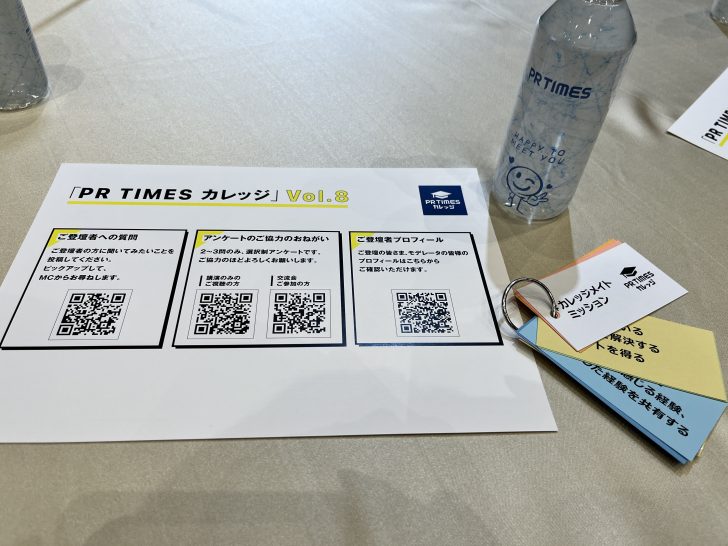 PR TIMES
HAPPY TO
MEET YOU
「PR TIMES カレッジ」Vol.8
PR TIMES
カレッジ
ご登壇者への質問
ご登壇者の方に聞いてみたいことを
投稿してください。
ピックアップして、
MCからお尋ねします。
アンケートのご協力のおねがい
2~3問のみ、選択制アンケートです。
ご協力のほどよろしくお願いします。
講演のみの
ご視聴の方
交流会
ご参加の方
ご登壇者プロフィール
ご登壇の皆さま、モデレータの皆様の
プロフィールはこちらから
ご確認いただけます。
カレッジメイト
ミッション
PR TIMES
カレッジ
解決する
トを得る
る経験、
た経験を共有する
「PR TIM